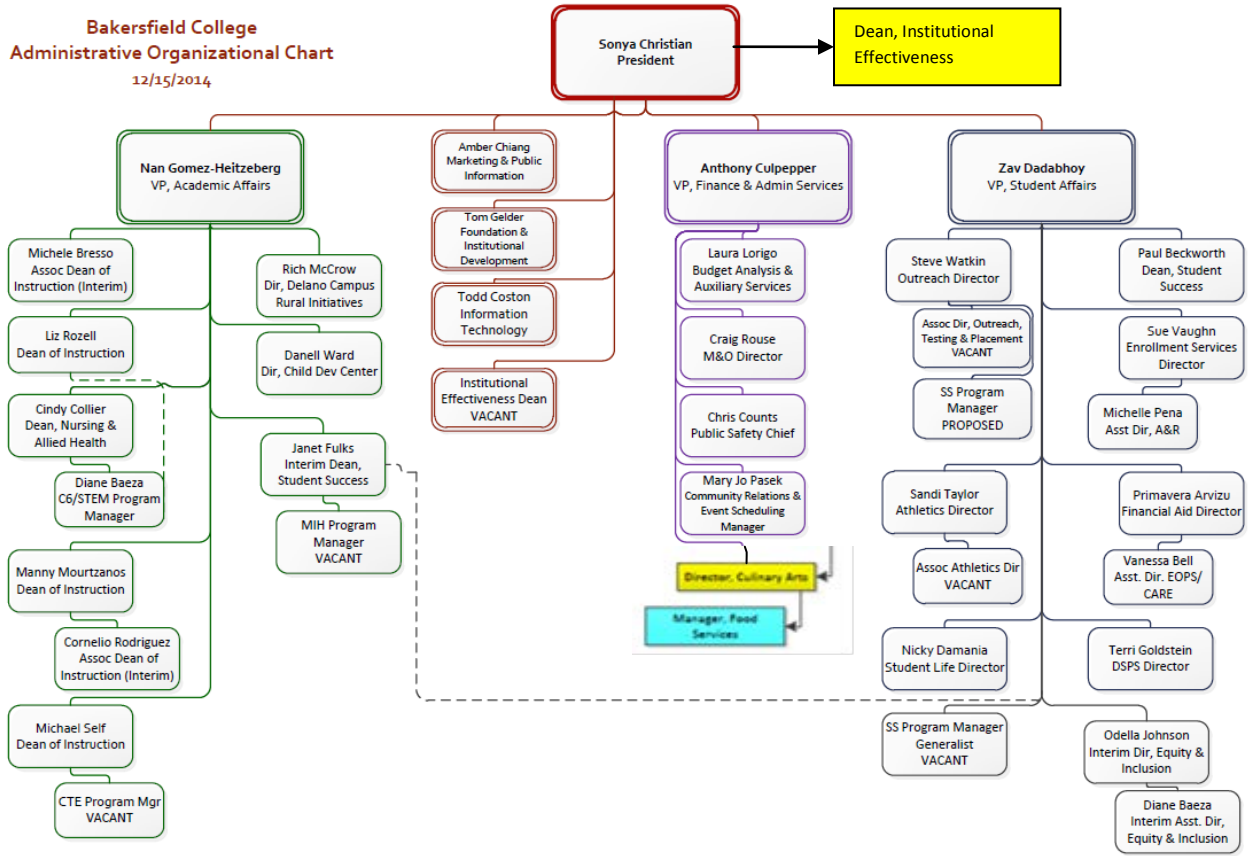 Bakersfield College
Administrative Organizational Chart
12/15/2014
Sonya Christian
President
Dean, Institutional
Effectiveness
Nan Gomez-Heitzeberg
VP, Academic Affairs
Amber Chiang
Marketing & Public
Information
Anthony Culpepper
VP, Finance & Admin Services
Zav Dadabhoy
VP, Student Affairs
Michele Bresso
Assoc Dean of
Instruction (Interim)
Rich McCrow
Dir, Delano Campus
Rural Initiatives
Liz Rozell
Dean of Instruction
Danell Ward
Dir, Child Dev Center
Cindy Collier
Dean, Nursing &
Allied Health
Janet Fulks
Interim Dean,
Student Success
Diane Baeza
C6/STEM Program
Manager
MIH Program
Manager
VACANT
Manny Mourtzanos
Dean of Instruction
Cornelio Rodriguez
Assoc Dean of
Instruction (Interim)
Michael Self
Dean of Instruction
CTE Program Mgr
VACANT
Tom Gelder
Foundation &
Institutional
Development
Todd Coston
Information
Technology
Institutional
Effectiveness Dean
VACANT
Laura Lorigo
Budget Analysis &
Auxiliary Services
Craig Rouse
M&O Director
Chris Counts
Public Safety Chief
Mary Jo Pasek
Community Relations &
Event Scheduling
Manager
Director, Culinary Arts
Manager, Food
Services
Steve Watkin
Outreach Director
Paul Beckworth
Dean, Student
Success
Assoc Dir, Outreach,
Testing & Placement
VACANT
Sue Vaughn
Enrollment Services
Director
SS Program
Manager
PROPOSED
Michelle Pena
Asst Dir, A&R
Sandi Taylor
Athletics Director
Primavera Arvizu
Financial Aid Director
Assoc Athletics Dir
VACANT
Vanessa Bell
Asst. Dir. EOPS/
CARE
Nicky Damania
Student Life Director
Terri Goldstein
DSPS Director
SS Program Manager
Generalist
VACANT
Odella Johnson
Interim Dir, Equity &
Inclusion
Diane Baeza
Interim Asst. Dir,
Equity & Inclusion